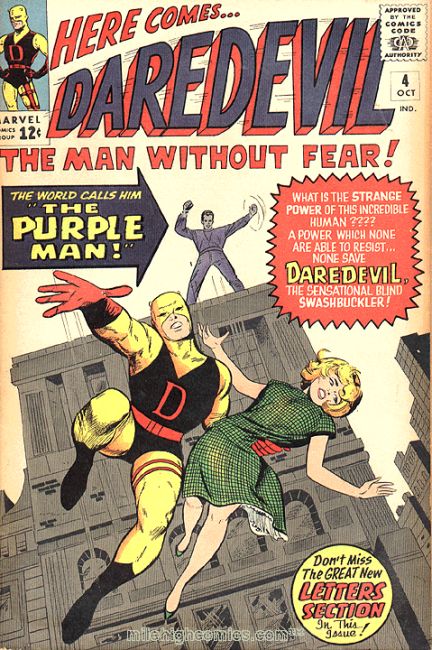 HERE COMES...
DAREDEVIL
THE MAN WITHOUT FEAR!
APPROVED
BY THE
COMICS
CODE
AUTHORITY
4
OCT
IND.
MARVEL
COMICS
GROUP
12¢
D
THE WORLD CALLS HIM
"THE
PURPLE
MAN!"
WHAT IS THE STRANGE
POWER OF THIS INCREDIBLE
HUMAN ????
A POWER WHICH NONE
ARE ABLE TO RESIST...
NONE SAVE
DAREDEVIL,
THE SENSATIONAL BLIND
SWASHBUCKLER!
D
Don't Miss
The GREAT New
LETTERS
SECTION
In This
Issue!
milehighcomics.com